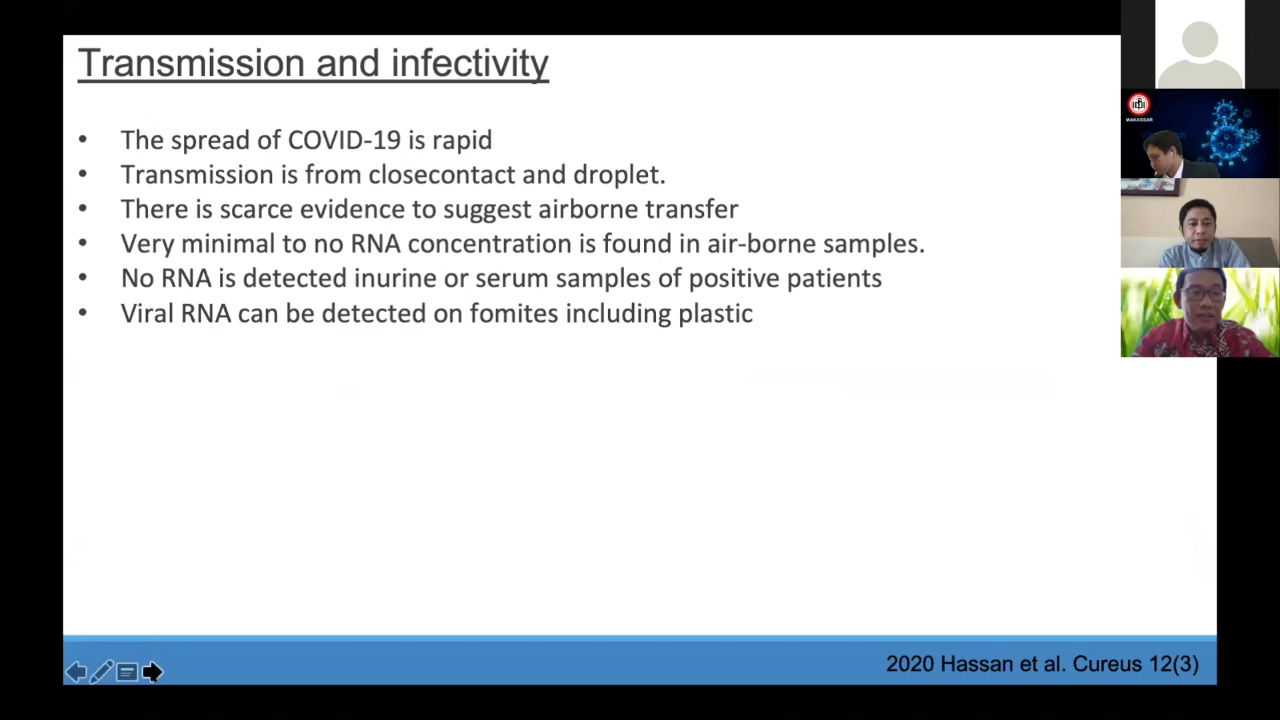 Transmission and infectivity
• The spread of COVID-19 is rapid
• Transmission is from closecontact and droplet.
• There is scarce evidence to suggest airborne transfer
• Very minimal to no RNA concentration is found in air-borne samples.
• No RNA is detected inurine or serum samples of positive patients
• Viral RNA can be detected on fomites including plastic
2020 Hassan et al. Cureus 12(3)
MAKASSAR